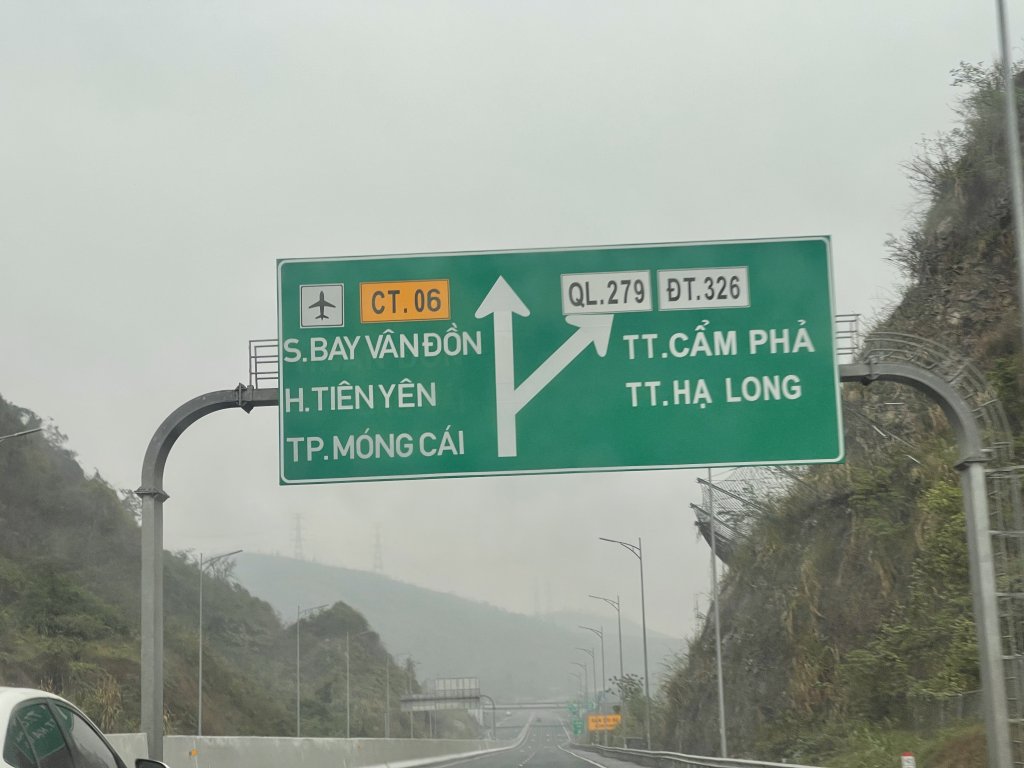 CT.06
S.BAY VÂN ĐỒN
H.TIÊN YÊN
TP.MÓNG CÁI
QL.279 ĐT.326
TT.CẨM PHẢ
TT.HẠ LONG